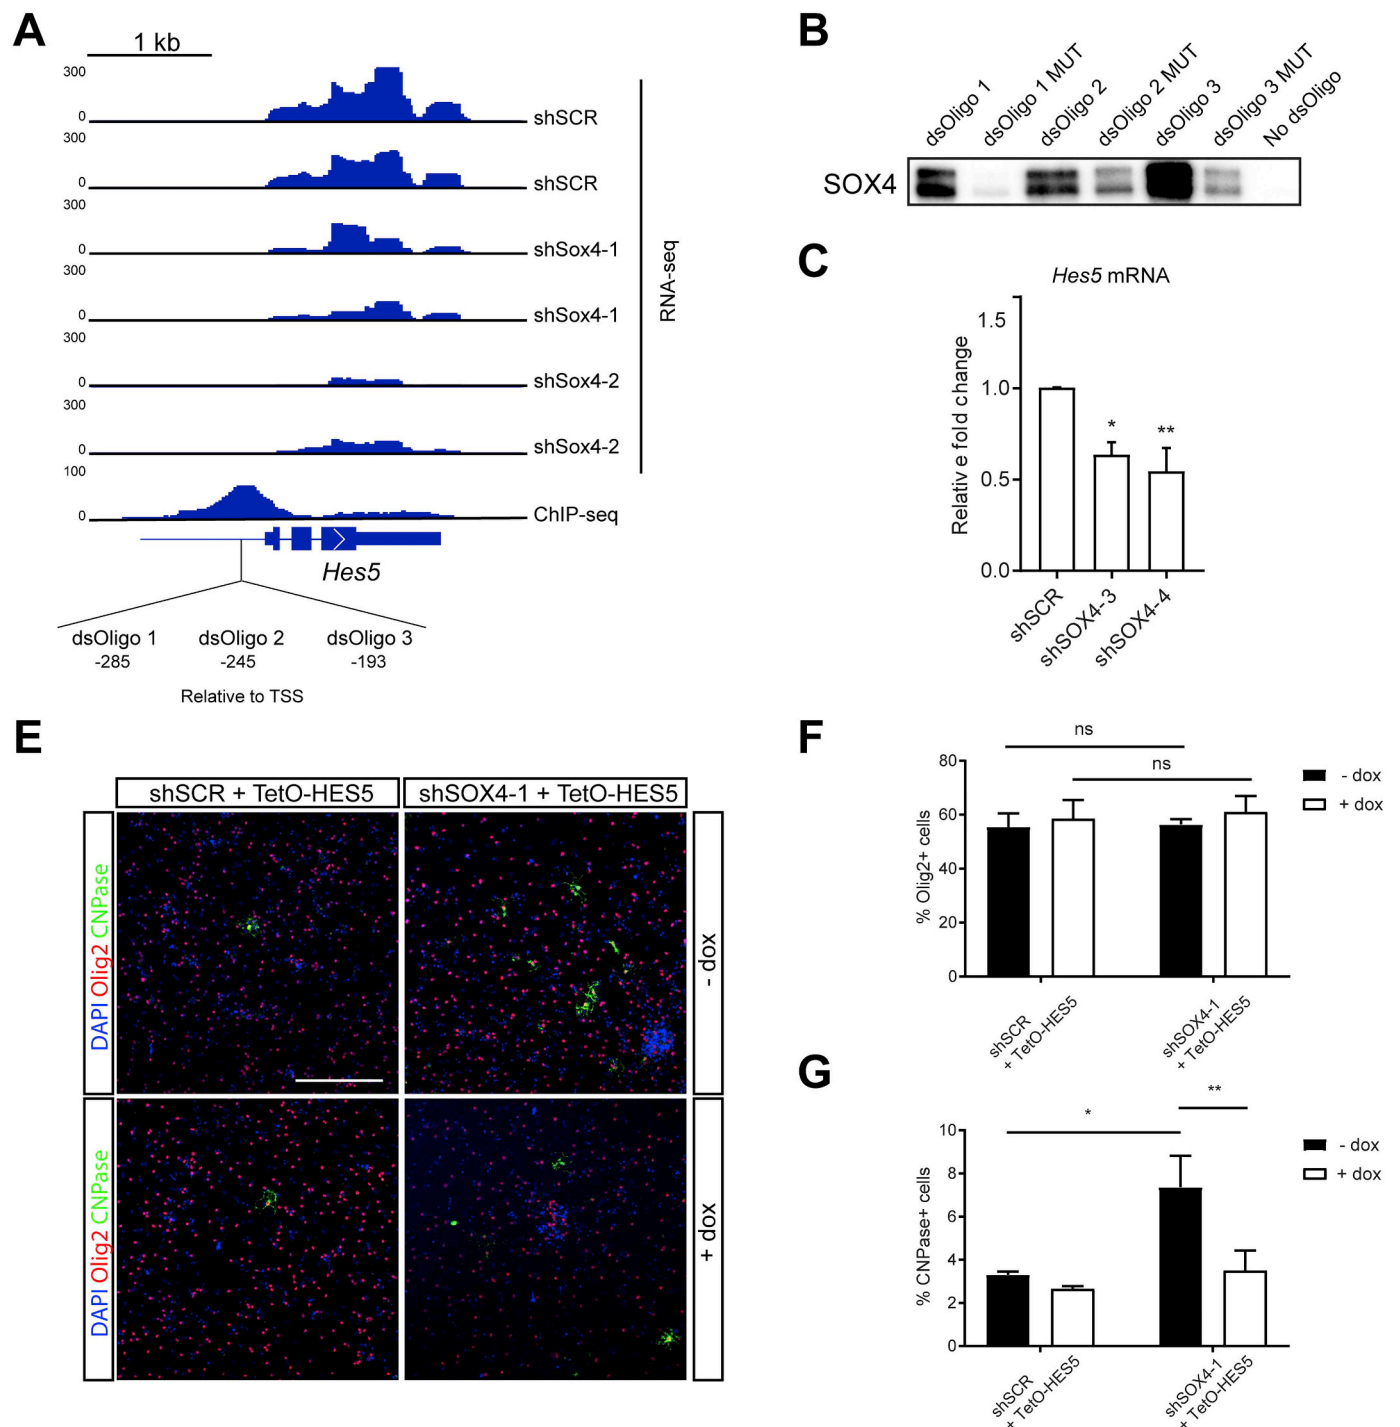 A
1 kb
300
0
shSCR
300
0
shSCR
300
0
shSox4-1
300
0
shSox4-1
300
0
shSox4-2
300
0
shSox4-2
100
0
ChIP-seq
RNA-seq
Hes5
dsOligo 1
-285
dsOligo 2
-245
dsOligo 3
-193
Relative to TSS
B
dsOligo 1
dsOligo 1 MUT
dsOligo 2
dsOligo 2 MUT
dsOligo 3
dsOligo 3 MUT
No dsOligo
SOX4
C
Hes5 mRNA
Relative fold change
1.5
1.0
0.5
0.0
*
**
shSCR
shSOX4-3
shSOX4-4
E
shSCR + TetO-HES5
shSOX4-1 + TetO-HES5
DAPI Olig2 CNPase
- dox
DAPI Olig2 CNPase
+ dox
F
ns
ns
- dox
+ dox
% Olig2+ cells
80
60
40
20
0
shSCR
+ TetO-HES5
shSOX4-1
+ TetO-HES5
G
*
**
- dox
+ dox
% CNPase+ cells
10
8
6
4
2
0
shSCR
+ TetO-HES5
shSOX4-1
+ TetO-HES5